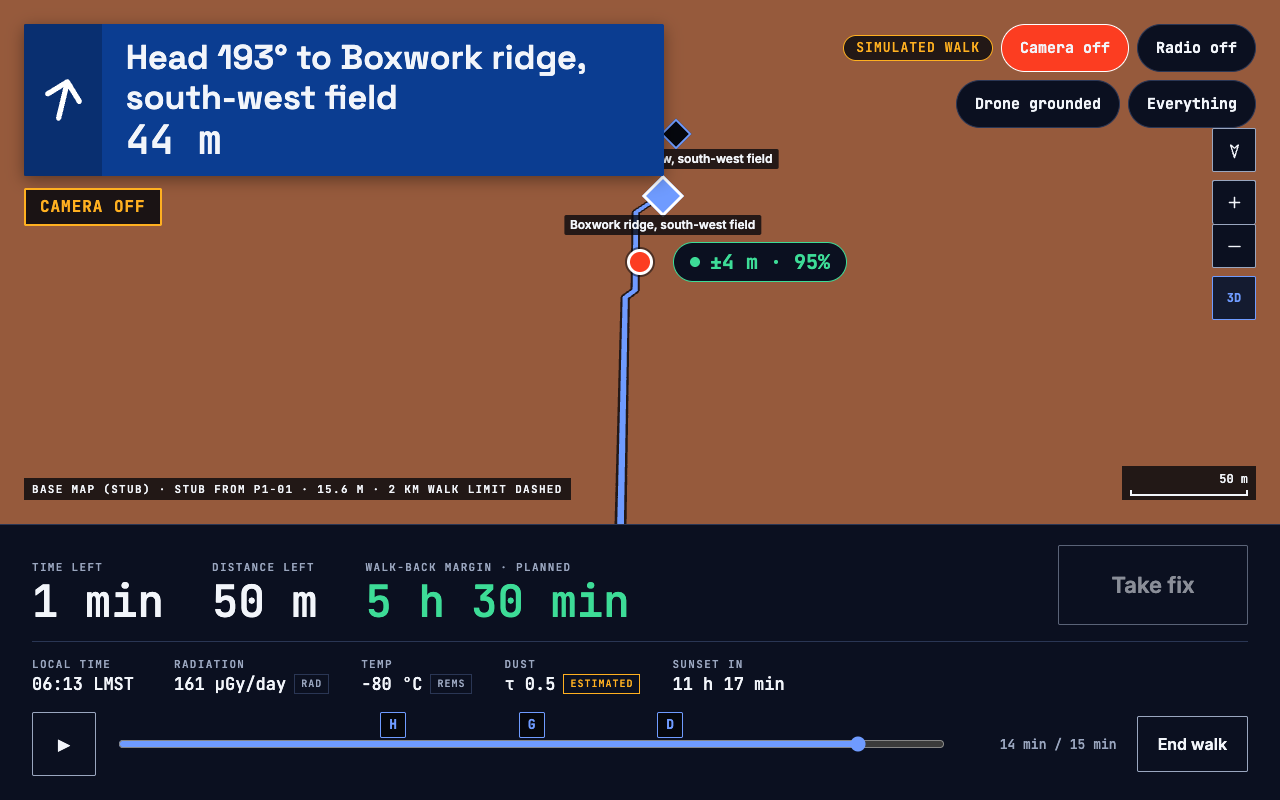 Head 193° to Boxwork ridge,
south-west field
44 m
SIMULATED WALK
Camera off
Radio off
Drone grounded
Everything
CAMERA OFF
south-west field
Boxwork ridge, south-west field
±4 m · 95%
+
−
3D
BASE MAP (STUB) · STUB FROM P1-01 · 15.6 M · 2 KM WALK LIMIT DASHED
50 m
TIME LEFT
1 min
DISTANCE LEFT
50 m
WALK-BACK MARGIN · PLANNED
5 h 30 min
Take fix
LOCAL TIME
06:13 LMST
RADIATION
161 µGy/day RAD
TEMP
-80 °C REMS
DUST
τ 0.5 ESTIMATED
SUNSET IN
11 h 17 min
H
G
D
14 min / 15 min
End walk